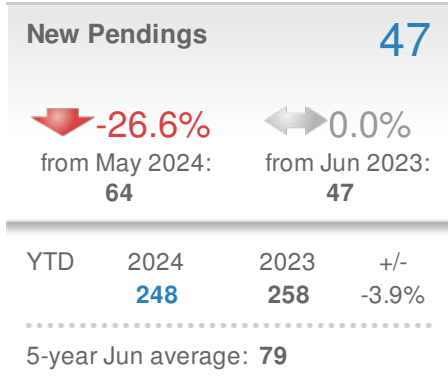 New Pendings 47
-26.6% 0.0%
from May 2024: from Jun 2023:
64 47
YTD 2024 2023 +/-
248 258 -3.9%
5-year Jun average: 79